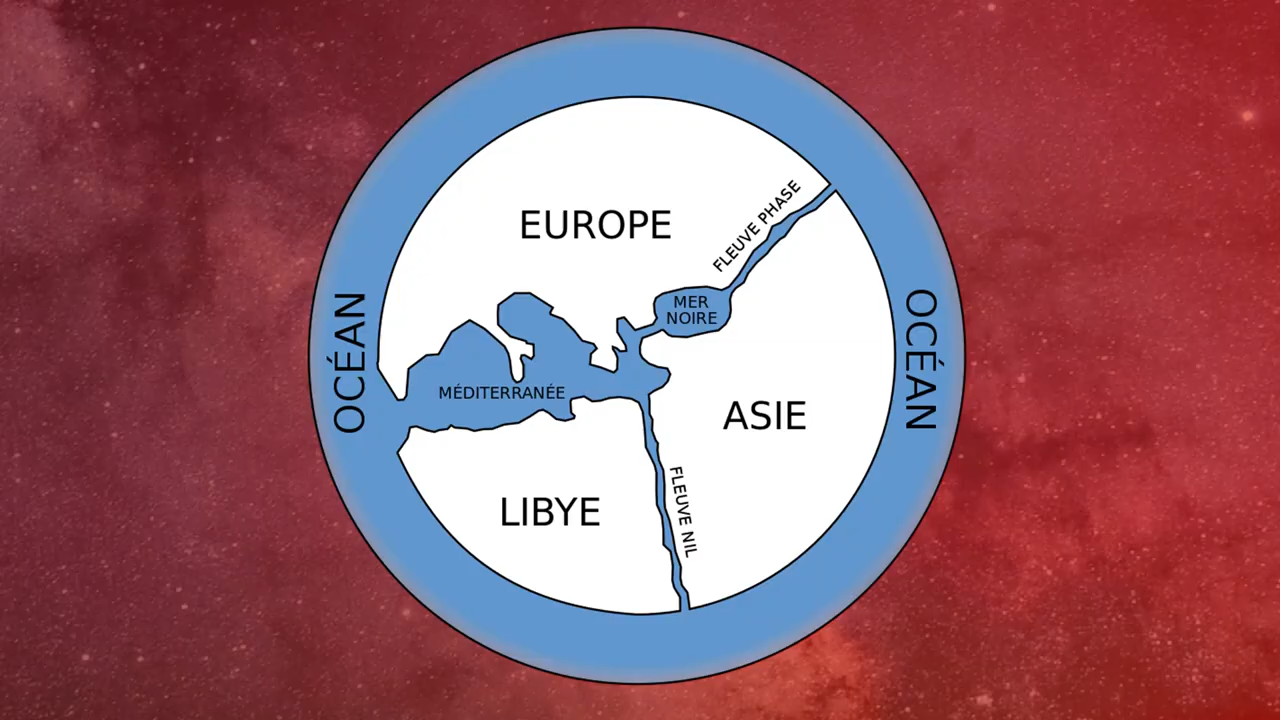 EUROPE
FLEUVE PHASE
MER
NOIRE
OCÉAN
OCÉAN
MÉDITERRANÉE
ASIE
LIBYE
FLEUVE NIL